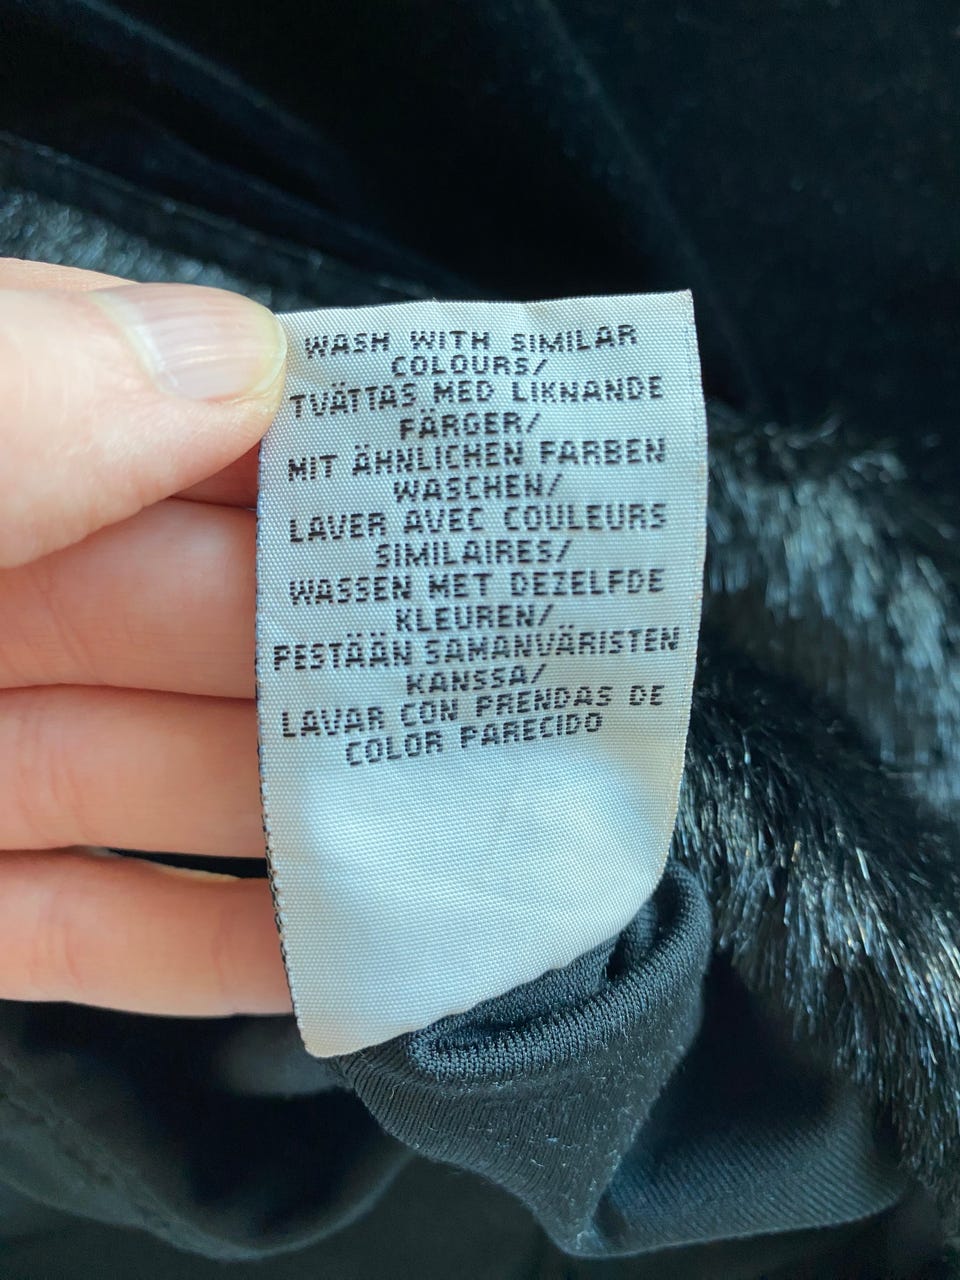 WASH WITH SIMILAR
COLOURS/
TVÄTTAS MED LIKNANDE
FÄRGER/
MIT ÄHNLICHEN FARBEN
WASCHEN/
LAVER AVEC COULEURS
SIMILAIRES/
WASSEN MET DEZELFDE
KLEUREN/
PESTÄÄN SAMANVÄRISTEN
KANSSA/
LAVAR CON PRENDAS DE
COLOR PARECIDO